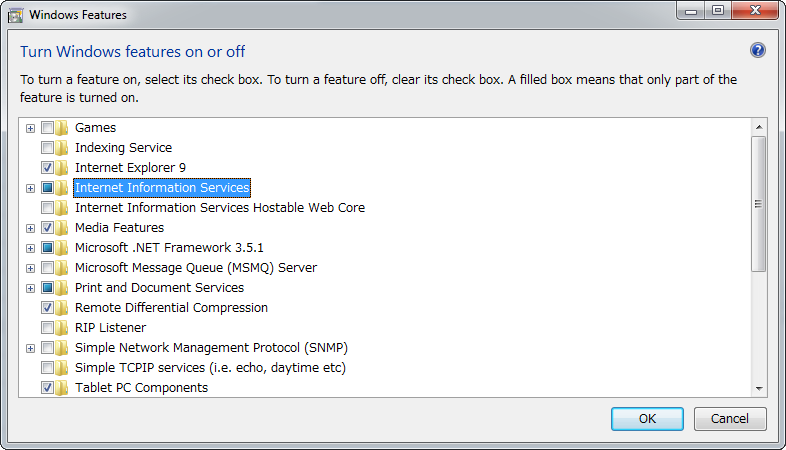 Windows Features
Turn Windows features on or off
To turn a feature on, select its check box. To turn a feature off, clear its check box. A filled box means that only part of the
feature is turned on.
Games
Indexing Service
Internet Explorer 9
Internet Information Services
Internet Information Services Hostable Web Core
Media Features
Microsoft .NET Framework 3.5.1
Microsoft Message Queue (MSMQ) Server
Print and Document Services
Remote Differential Compression
RIP Listener
Simple Network Management Protocol (SNMP)
Simple TCPIP services (i.e. echo, daytime etc)
Tablet PC Components
OK
Cancel